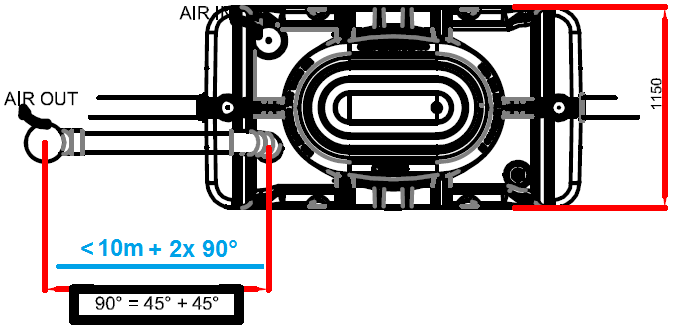 AIR IN
AIR OUT
1150
<10m + 2x 90°
90° = 45° + 45°